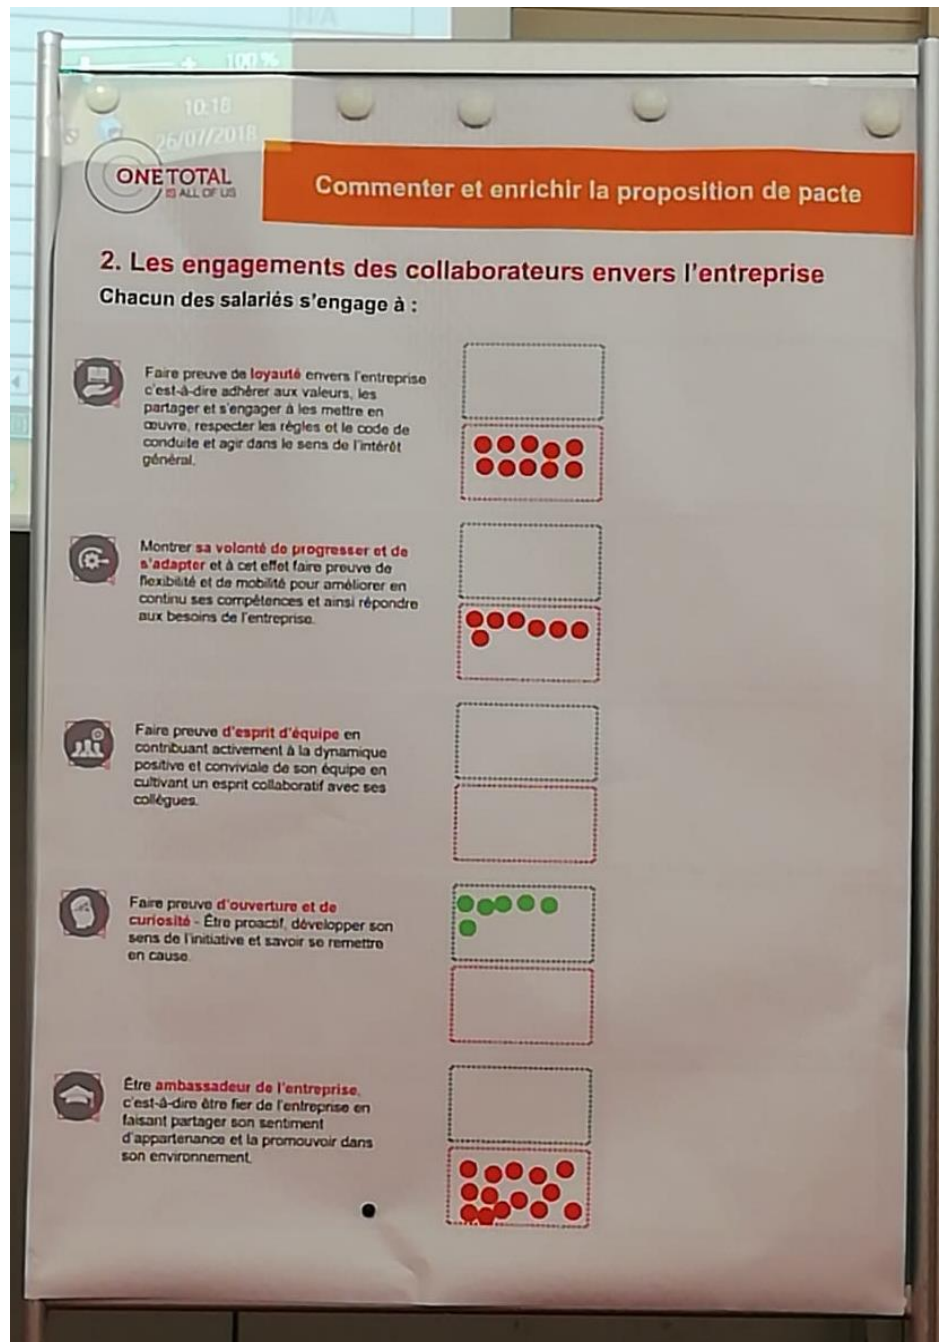 N/A
100 %
10:18
26/07/2018
ONE TOTAL
IS ALL OF US
Commenter et enrichir la proposition de pacte
2. Les engagements des collaborateurs envers l'entreprise
Chacun des salariés s'engage à :
Faire preuve de loyauté envers l'entreprise
c'est-à-dire adhérer aux valeurs, les
partager et s'engager à les mettre en
œuvre, respecter les règles et le code de
conduite et agir dans le sens de l'intérêt
général.
Montrer sa volonté de progresser et de
s'adapter et à cet effet faire preuve de
flexibilité et de mobilité pour améliorer en
continu ses compétences et ainsi répondre
aux besoins de l'entreprise.
Faire preuve d'esprit d'équipe en
contribuant activement à la dynamique
positive et conviviale de son équipe en
cultivant un esprit collaboratif avec ses
collègues.
Faire preuve d'ouverture et de
curiosité - Être proactif, développer son
sens de l'initiative et savoir se remettre
en cause.
Être ambassadeur de l'entreprise,
c'est-à-dire être fier de l'entreprise en
faisant partager son sentiment
d'appartenance et la promouvoir dans
son environnement.